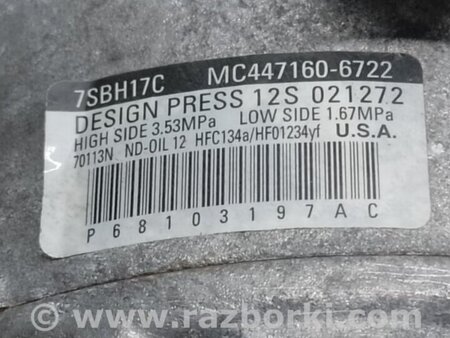 7SBH17C MC447160-6722
DESIGN PRESS 12S 021272
HIGH SIDE 3.53MPa LOW SIDE 1.67MPa
70113N ND-OIL 12 HFC134a/HFO1234yf U.S.A.
P68103197AC
© www.razborki.com